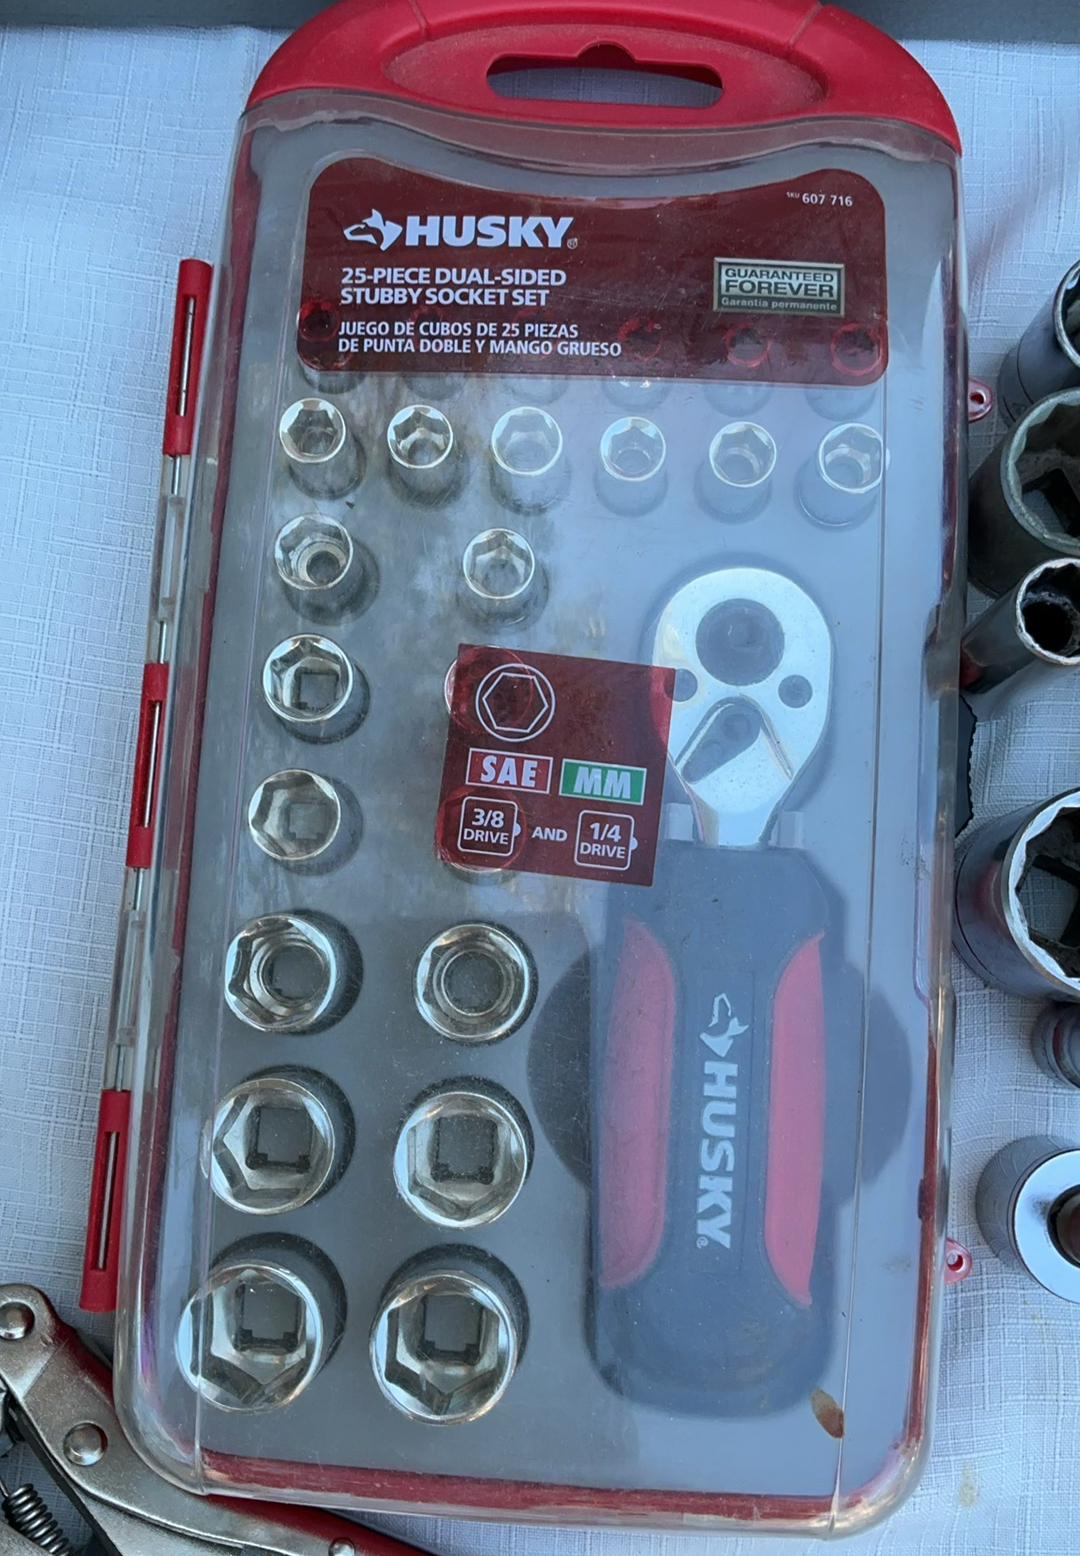 SKU 607 716
HUSKY®
25-PIECE DUAL-SIDED
STUBBY SOCKET SET
GUARANTEED
FOREVER
Garantía permanente
JUEGO DE CUBOS DE 25 PIEZAS
DE PUNTA DOBLE Y MANGO GRUESO
SAE MM
3/8
DRIVE
AND
1/4
DRIVE
HUSKY®